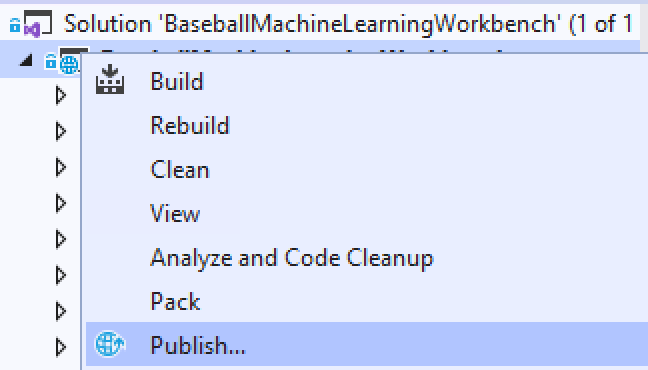 Solution 'BaseballMachineLearningWorkbench' (1 of 1
Build
Rebuild
Clean
View
Analyze and Code Cleanup
Pack
Publish...